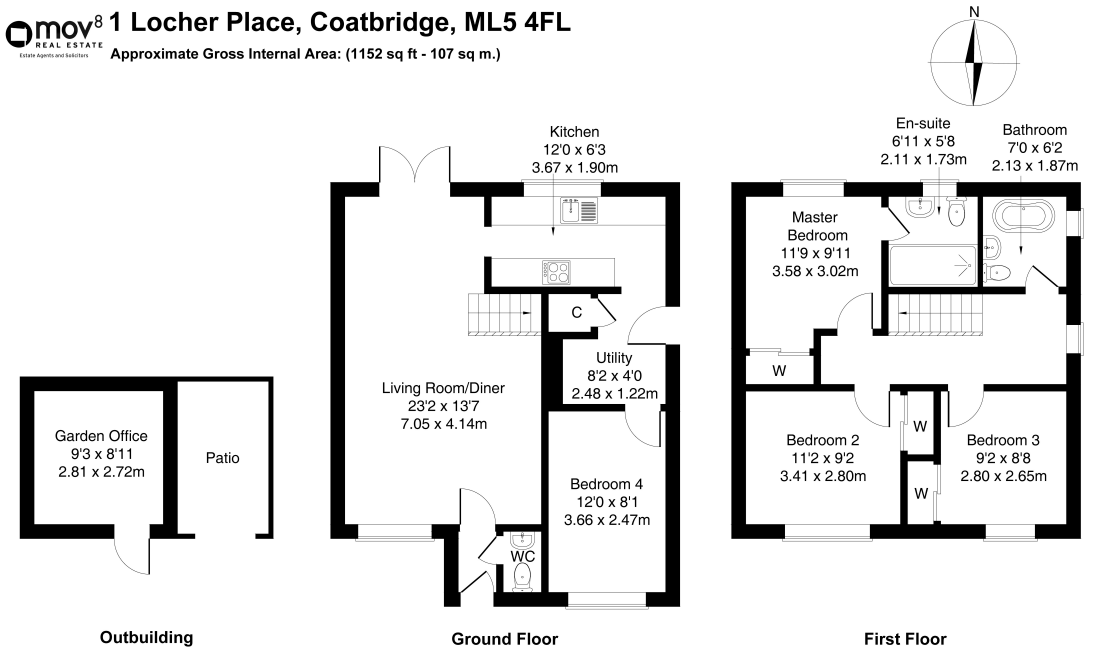 mov8
REAL ESTATE
Estate Agents and Solicitors
1 Locher Place, Coatbridge, ML5 4FL
Approximate Gross Internal Area: (1152 sq ft - 107 sq m.)
N
Kitchen
12'0 x 6'3
3.67 x 1.90m
En-suite
6'11 x 5'8
2.11 x 1.73m
Bathroom
7'0 x 6'2
2.13 x 1.87m
Master
Bedroom
11'9 x 9'11
3.58 x 3.02m
C
Utility
8'2 x 4'0
2.48 x 1.22m
W
Living Room/Diner
23'2 x 13'7
7.05 x 4.14m
Garden Office
9'3 x 8'11
2.81 x 2.72m
Patio
Bedroom 4
12'0 x 8'1
3.66 x 2.47m
WC
Bedroom 2
11'2 x 9'2
3.41 x 2.80m
W
W
Bedroom 3
9'2 x 8'8
2.80 x 2.65m
Outbuilding
Ground Floor
First Floor